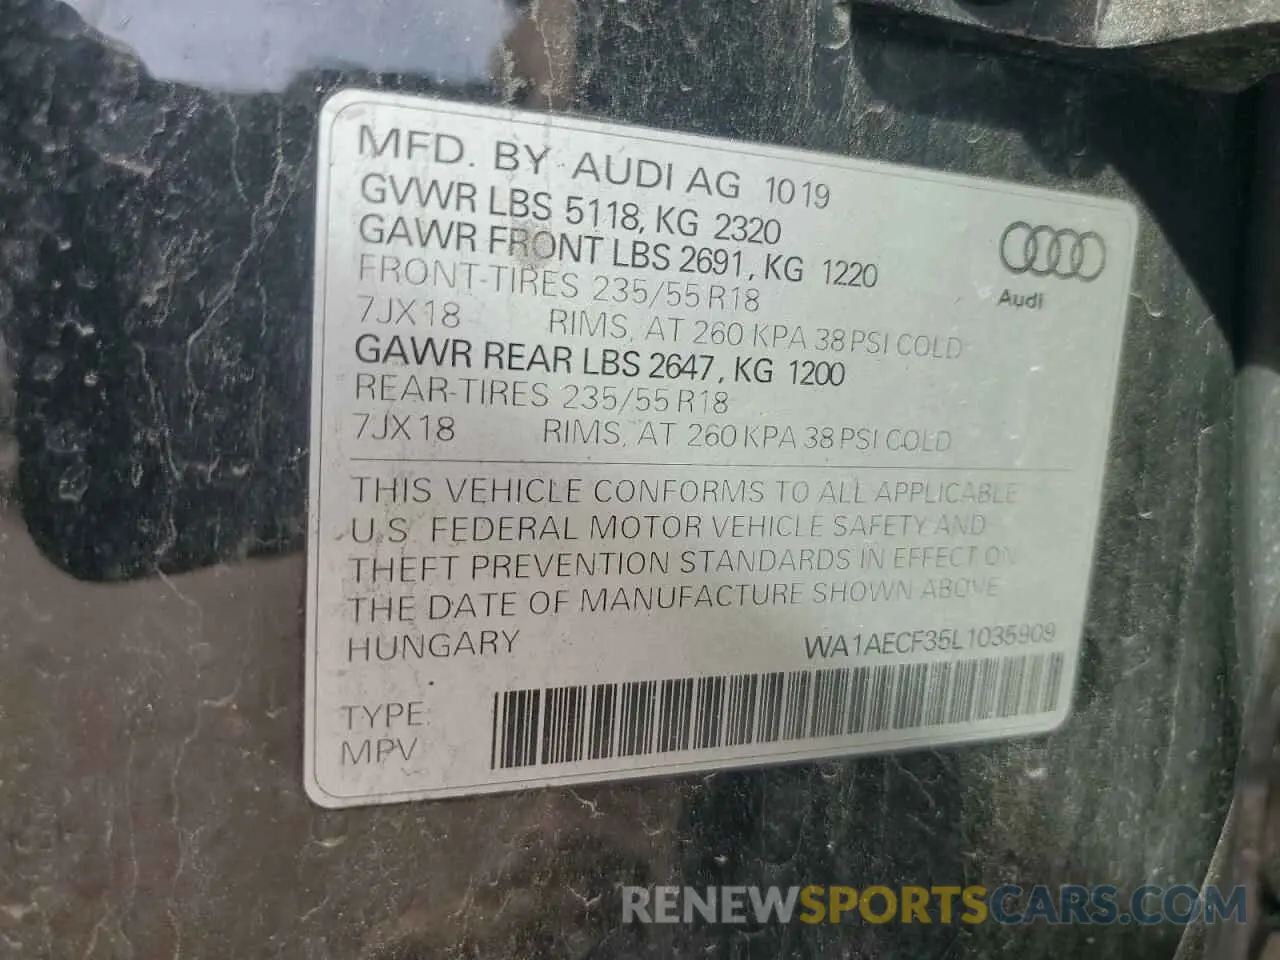 MFD. BY AUDI AG 10 19
GVWR LBS 5118, KG 2320
GAWR FRONT LBS 2691, KG 1220
FRONT-TIRES 235/55 R18
7JX18 RIMS, AT 260 KPA 38 PSI COLD
GAWR REAR LBS 2647, KG 1200
REAR-TIRES 235/55 R18
7JX18 RIMS, AT 260 KPA 38 PSI COLD
Audi
THIS VEHICLE CONFORMS TO ALL APPLICABLE
U.S. FEDERAL MOTOR VEHICLE SAFETY AND
THEFT PREVENTION STANDARDS IN EFFECT ON
THE DATE OF MANUFACTURE SHOWN ABOVE
HUNGARY WA1AECF35L1035909
TYPE:
MPV
RENEWSPORTSCARS.COM